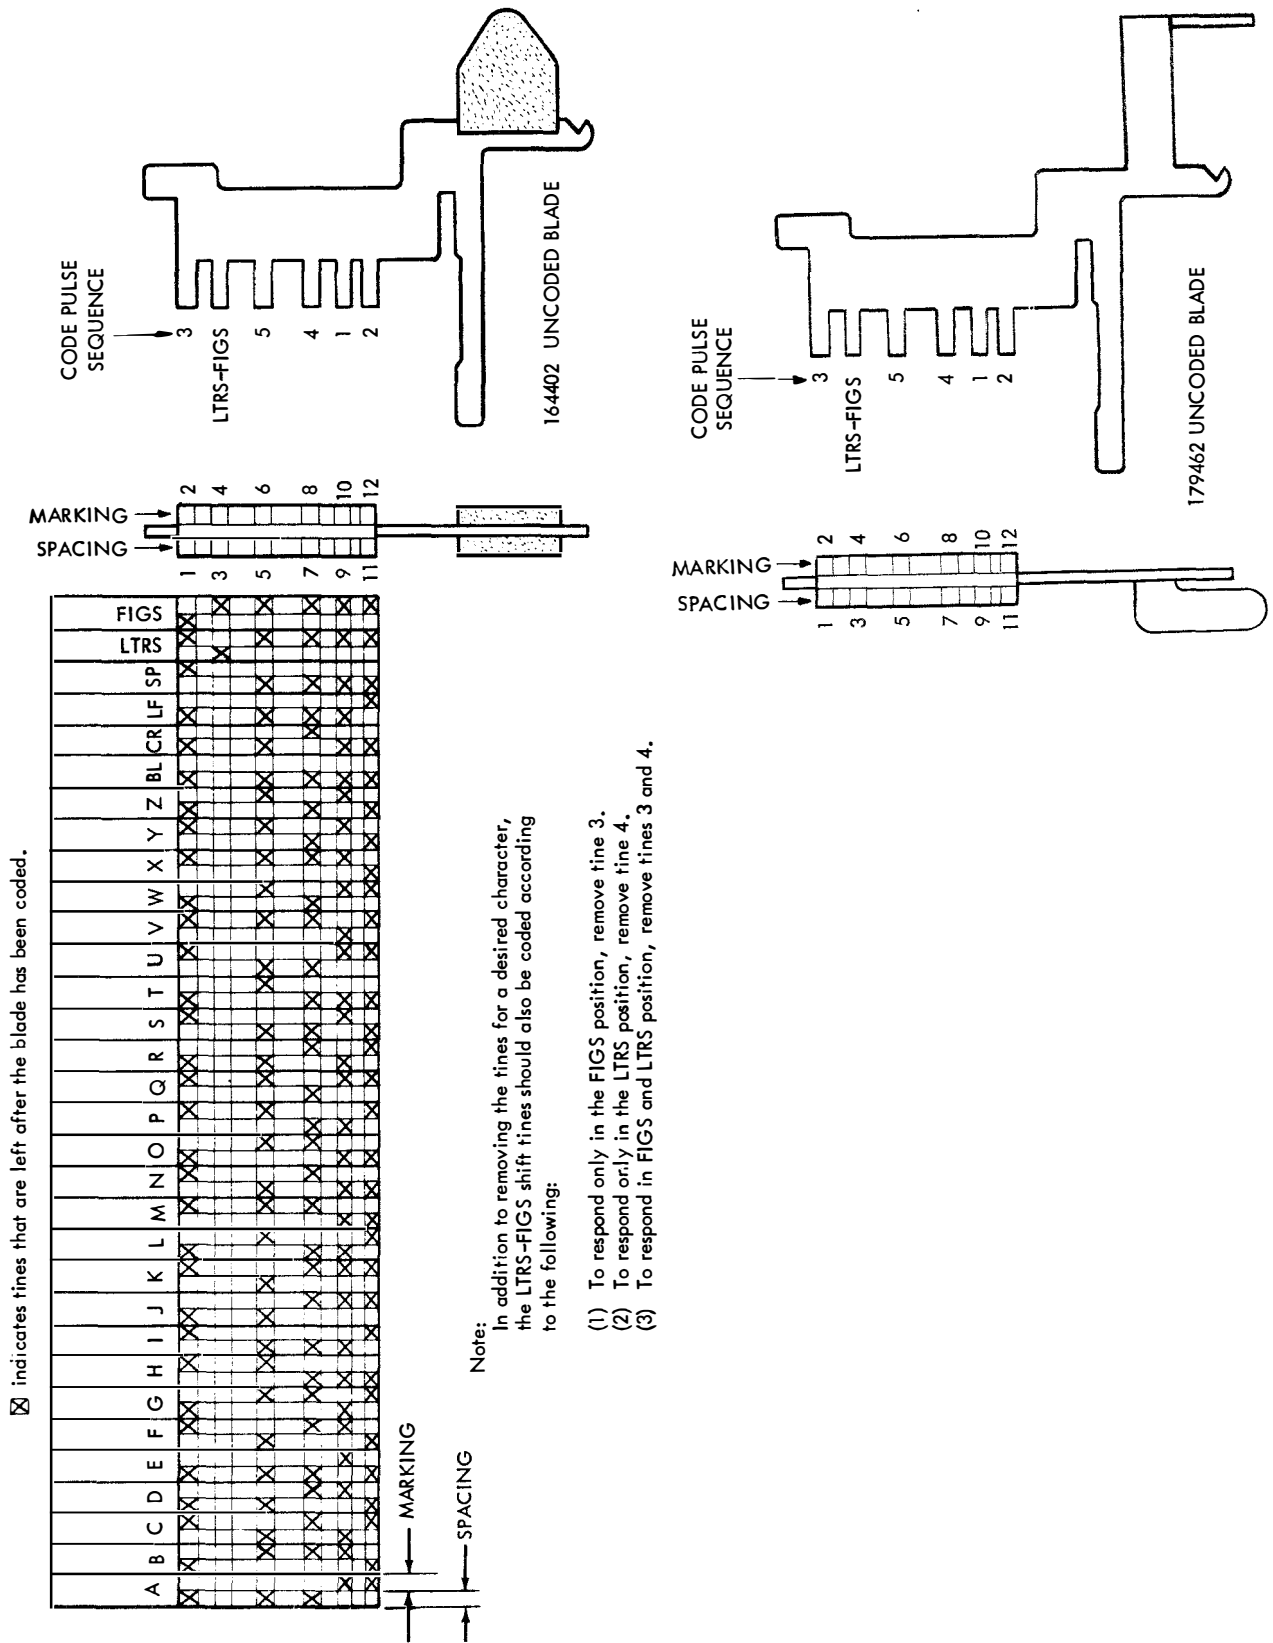 ☒ indicates tines that are left after the blade has been coded.
A B C D E F G H I J K L M N O P Q R S T U V W X Y Z BL CR LF SP LTRS FIGS
MARKING
SPACING
MARKING
SPACING
1 3 5 7 9 11
2 4 6 8 10 12
CODE PULSE
SEQUENCE
3
LTRS-FIGS
5
4
1
2
164402 UNCODED BLADE
Note:
In addition to removing the tines for a desired character,
the LTRS-FIGS shift tines should also be coded according
to the following:
(1) To respond only in the FIGS position, remove tine 3.
(2) To respond only in the LTRS position, remove tine 4.
(3) To respond in FIGS and LTRS position, remove tines 3 and 4.
MARKING
SPACING
1 3 5 7 9 11
2 4 6 8 10 12
CODE PULSE
SEQUENCE
3
LTRS-FIGS
5
4
1
2
179462 UNCODED BLADE